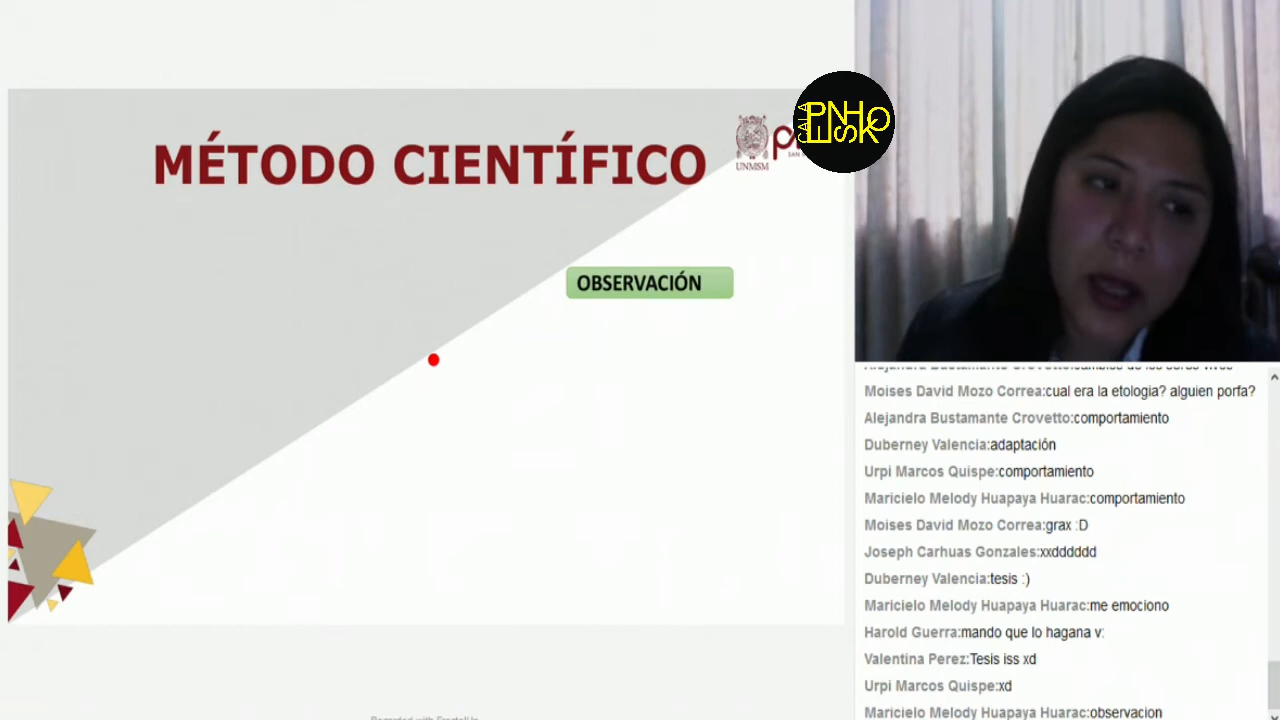 MÉTODO CIENTÍFICO
UNMSM
CALA
PNHO
ESK
OBSERVACIÓN
Moises David Mozo Correa:cual era la etologia? alguien porfa?
Alejandra Bustamante Crovetto:comportamiento
Duberney Valencia:adaptación
Urpi Marcos Quispe:comportamiento
Maricielo Melody Huapaya Huarac:comportamiento
Moises David Mozo Correa:grax :D
Joseph Carhuas Gonzales:xxdddddd
Duberney Valencia:tesis :)
Maricielo Melody Huapaya Huarac:me emociono
Harold Guerra:mando que lo hagana v:
Valentina Perez:Tesis iss xd
Urpi Marcos Quispe:xd
Maricielo Melody Huapaya Huarac:observacion